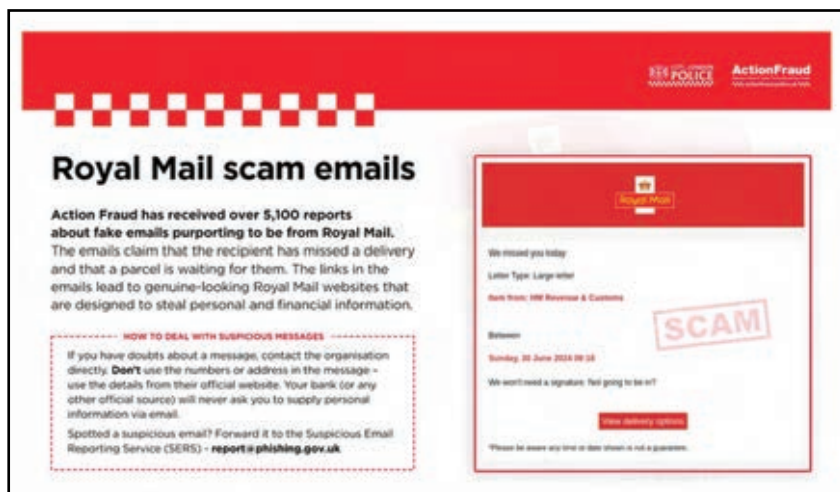 CITY OF LONDON
POLICE
ActionFraud
Royal Mail scam emails
Action Fraud has received over 5,100 reports
about fake emails purporting to be from Royal Mail.
The emails claim that the recipient has missed a delivery
and that a parcel is waiting for them. The links in the
emails lead to genuine-looking Royal Mail websites that
are designed to steal personal and financial information.
HOW TO DEAL WITH SUSPICIOUS MESSAGES
If you have doubts about a message, contact the organisation
directly. Don't use the numbers or address in the message –
use the details from their official website. Your bank (or any
other official source) will never ask you to supply personal
information via email.
Spotted a suspicious email? Forward it to the Suspicious Email
Reporting Service (SERS) - report@phishing.gov.uk
Royal Mail
We missed you today
Letter Type: Large letter
Item from: HM Revenue & Customs
SCAM
Between
Sunday, 30 June 2024 09:18
We won't need a signature. Not going to be in?
View delivery options
*Please be aware any time or date shown is not a guarantee.